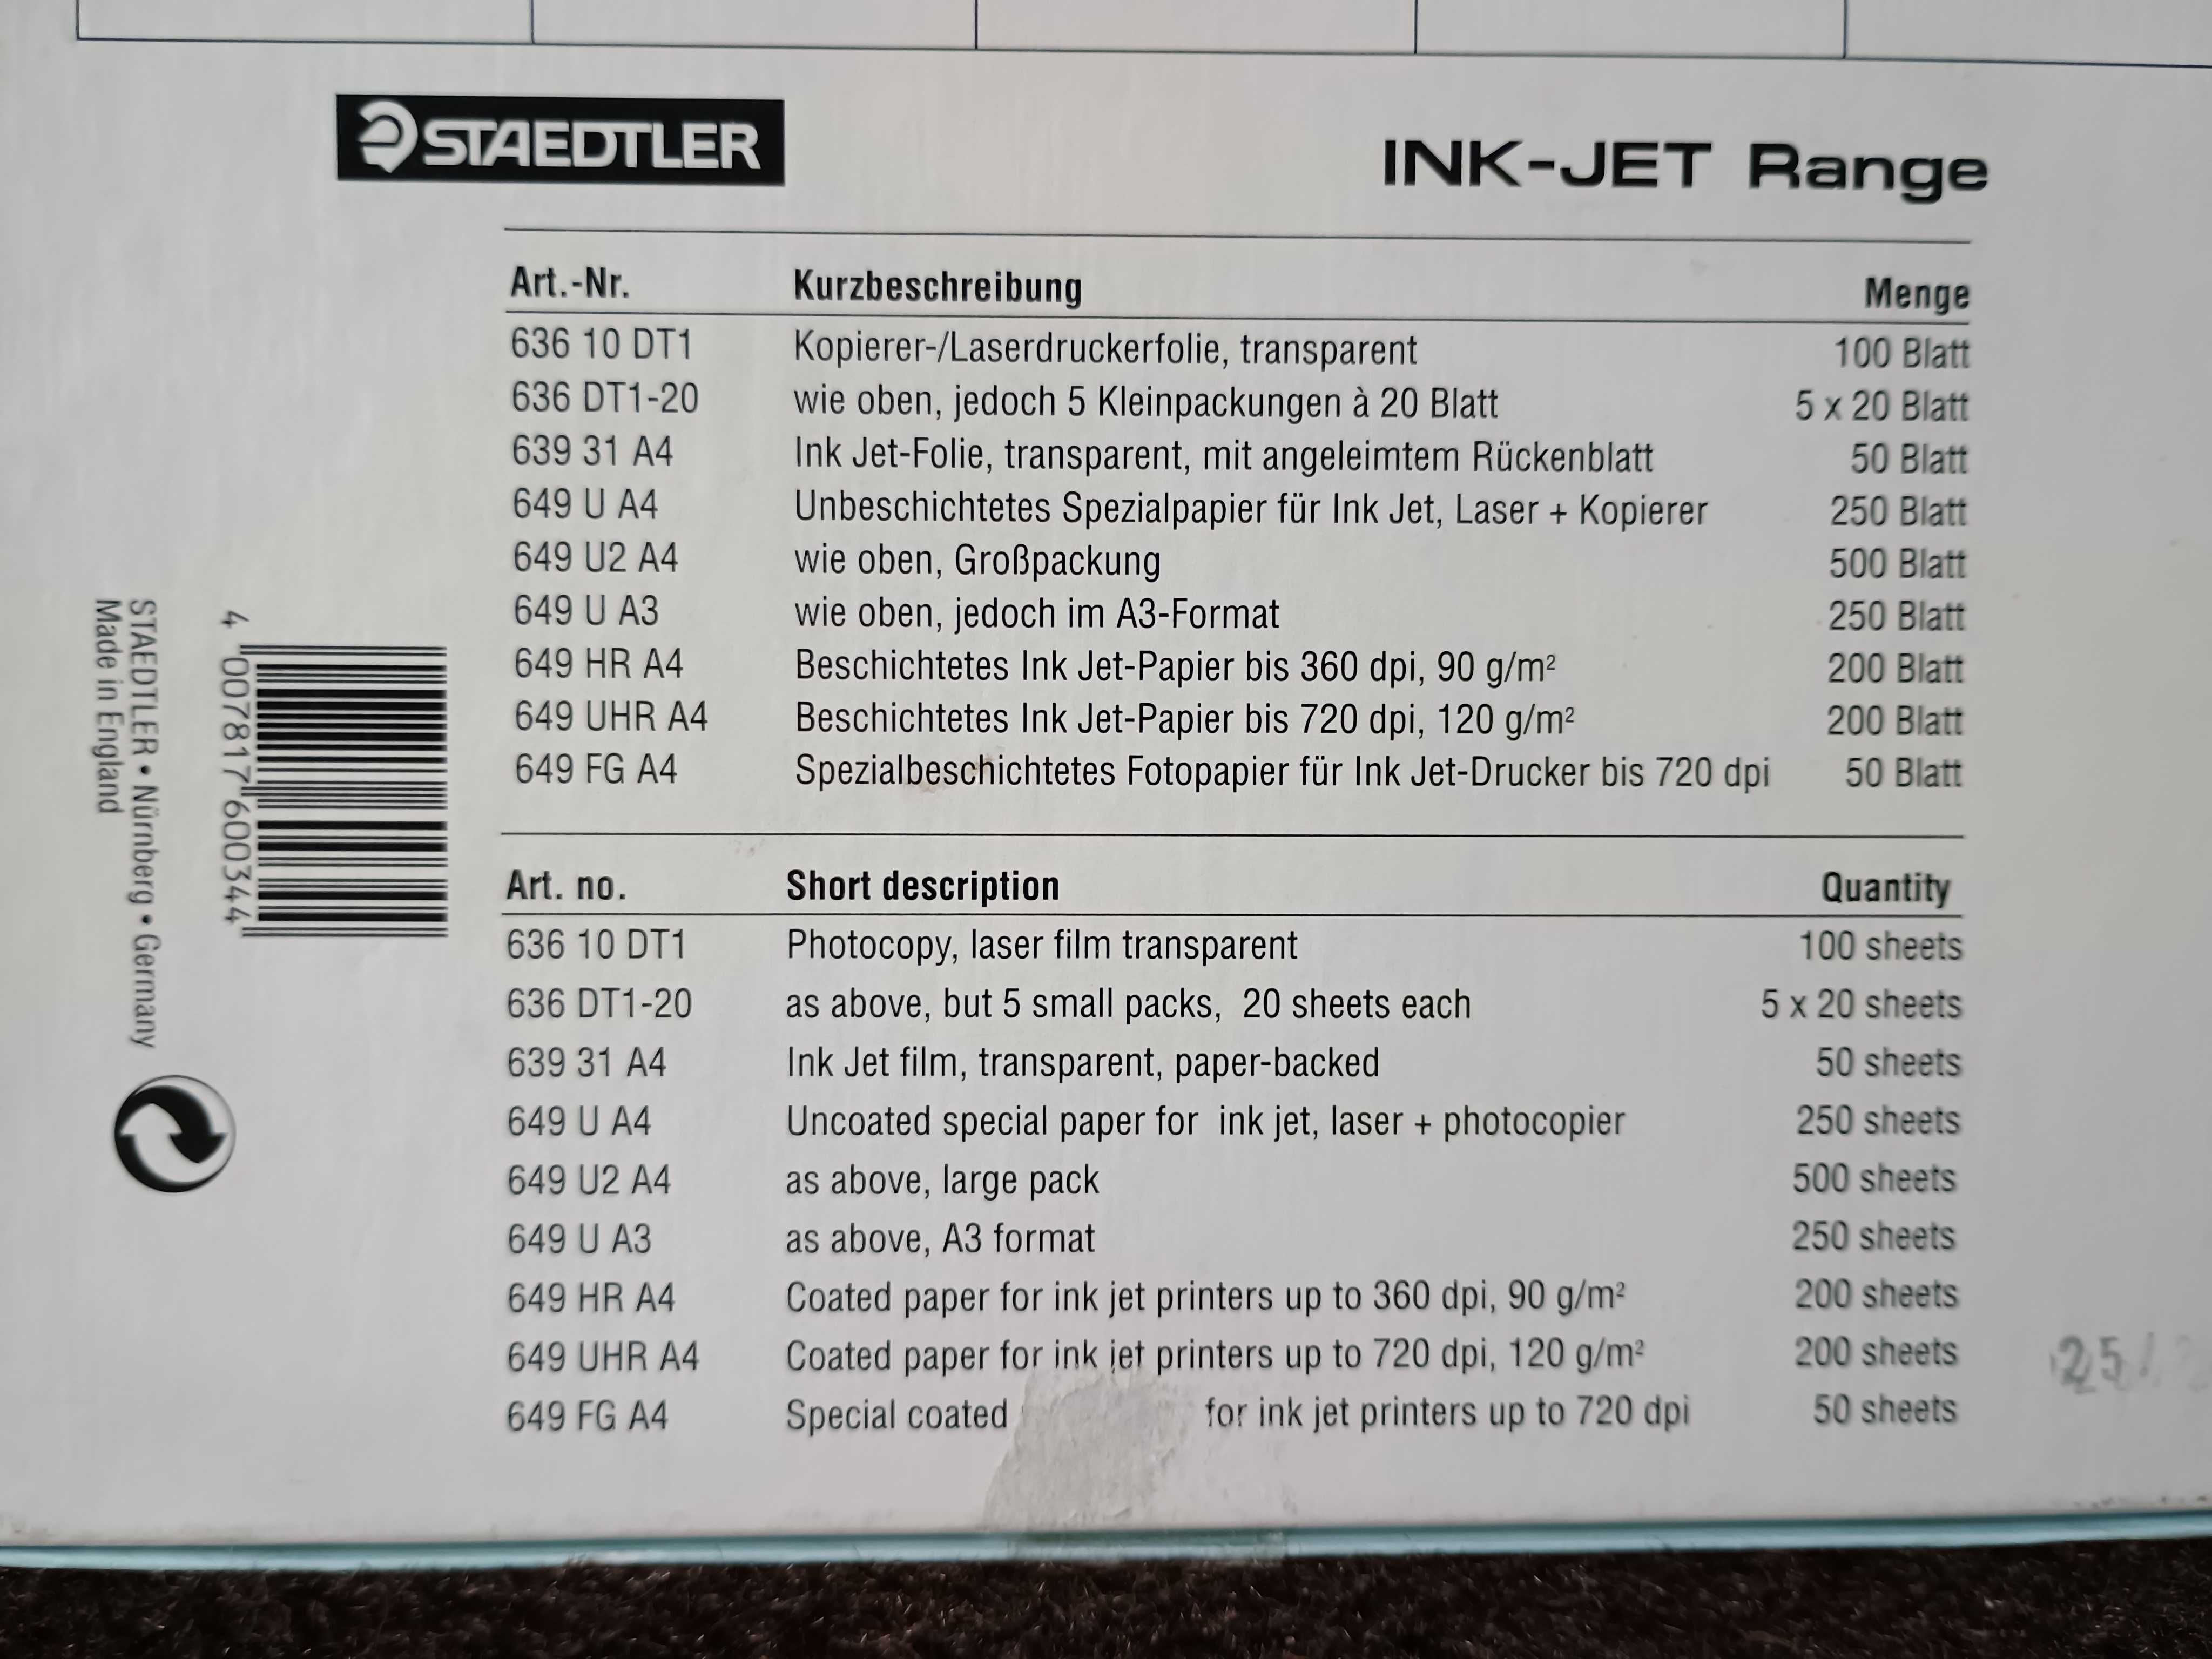 STAEDTLER
INK-JET Range
Art.-Nr. Kurzbeschreibung Menge
636 10 DT1 Kopierer-/Laserdruckerfolie, transparent 100 Blatt
636 DT1-20 wie oben, jedoch 5 Kleinpackungen à 20 Blatt 5 x 20 Blatt
639 31 A4 Ink Jet-Folie, transparent, mit angeleimtem Rückenblatt 50 Blatt
649 U A4 Unbeschichtetes Spezialpapier für Ink Jet, Laser + Kopierer 250 Blatt
649 U2 A4 wie oben, Großpackung 500 Blatt
649 U A3 wie oben, jedoch im A3-Format 250 Blatt
649 HR A4 Beschichtetes Ink Jet-Papier bis 360 dpi, 90 g/m² 200 Blatt
649 UHR A4 Beschichtetes Ink Jet-Papier bis 720 dpi, 120 g/m² 200 Blatt
649 FG A4 Spezialbeschichtetes Fotopapier für Ink Jet-Drucker bis 720 dpi 50 Blatt
Art. no. Short description Quantity
636 10 DT1 Photocopy, laser film transparent 100 sheets
636 DT1-20 as above, but 5 small packs, 20 sheets each 5 x 20 sheets
639 31 A4 Ink Jet film, transparent, paper-backed 50 sheets
649 U A4 Uncoated special paper for ink jet, laser + photocopier 250 sheets
649 U2 A4 as above, large pack 500 sheets
649 U A3 as above, A3 format 250 sheets
649 HR A4 Coated paper for ink jet printers up to 360 dpi, 90 g/m² 200 sheets
649 UHR A4 Coated paper for ink jet printers up to 720 dpi, 120 g/m² 200 sheets
649 FG A4 Special coated for ink jet printers up to 720 dpi 50 sheets
4 007817 600344
STAEDTLER • Nürnberg • Germany
Made in England